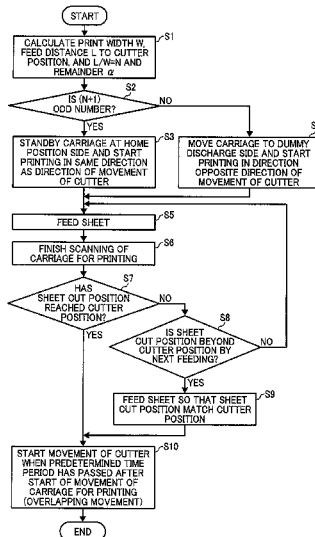 START
S1
CALCULATE PRINT WIDTH W,
FEED DISTANCE L TO CUTTER
POSITION, AND L/W=N AND
REMAINDER α
S2
IS (N+1)
ODD NUMBER?
NO
YES
S3
STANDBY CARRIAGE AT HOME
POSITION SIDE AND START
PRINTING IN SAME DIRECTION
AS DIRECTION OF MOVEMENT
OF CUTTER
S
MOVE CARRIAGE TO DUMMY
DISCHARGE SIDE AND START
PRINTING IN DIRECTION
OPPOSITE DIRECTION OF
MOVEMENT OF CUTTER
S5
FEED SHEET
S6
FINISH SCANNING OF
CARRIAGE FOR PRINTING
S7
HAS
SHEET OUT POSITION
REACHED CUTTER
POSITION?
NO
YES
S8
IS SHEET
CUT POSITION BEYOND
CUTTER POSITION BY
NEXT FEEDING?
NO
YES
S9
FEED SHEET SO THAT SHEET
CUT POSITION MATCH CUTTER
POSITION
S10
START MOVEMENT OF CUTTER
WHEN PREDETERMINED TIME
PERIOD HAS PASSED AFTER
START OF MOVEMENT OF
CARRIAGE FOR PRINTING
(OVERLAPPING MOVEMENT)
END